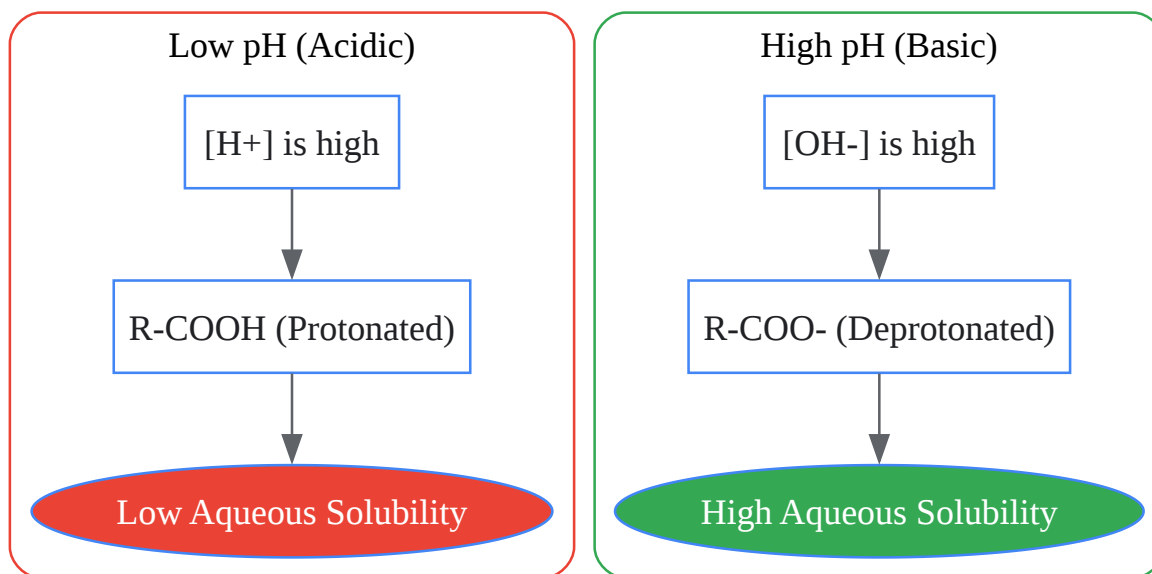 Low pH (Acidic)
[H+] is high
R-COOH (Protonated)
Low Aqueous Solubility
High pH (Basic)
[OH-] is high
R-COO- (Deprotonated)
High Aqueous Solubility